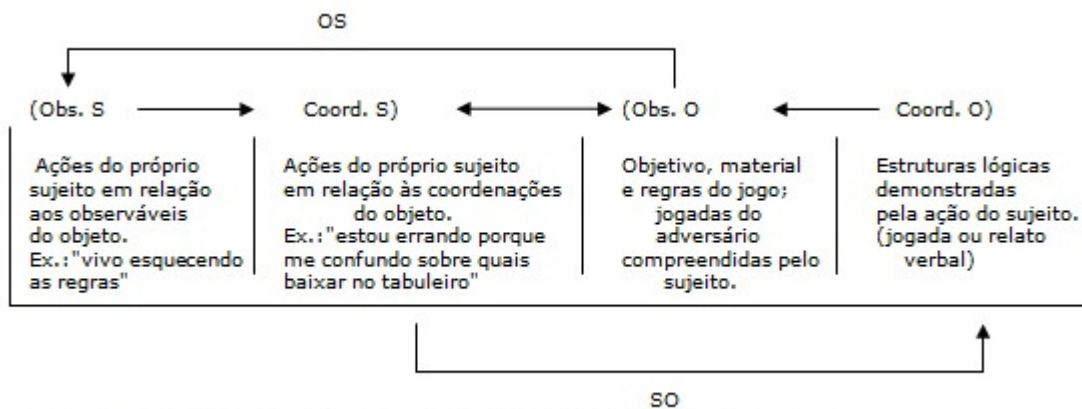 OS
(Obs. S Coord. S) (Obs. O Coord. O)
Ações do próprio
sujeito em relação
aos observáveis
do objeto.
Ex.:"vivo esquecendo
as regras"
Ações do próprio sujeito
em relação às coordenações
do objeto.
Ex.:"estou errando porque
me confundo sobre quais
baixar no tabuleiro"
Objetivo, material
e regras do jogo;
jogadas do
adversário
compreendidas pelo
sujeito.
Estruturas lógicas
demonstradas
pela ação do sujeito.
(jogada ou relato
verbal)
SO